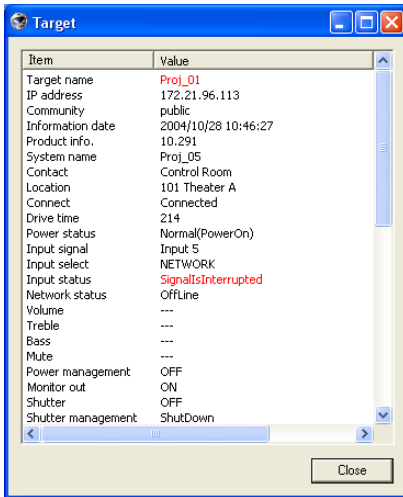 Target
Item Value
Target name Proj_01
IP address 172.21.96.113
Community public
Information date 2004/10/28 10:46:27
Product info. 10.291
System name Proj_05
Contact Control Room
Location 101 Theater A
Connect Connected
Drive time 214
Power status Normal(PowerOn)
Input signal Input 5
Input select NETWORK
Input status SignalIsInterrupted
Network status OffLine
Volume ---
Treble ---
Bass ---
Mute ---
Power management OFF
Monitor out ON
Shutter OFF
Shutter management ShutDown
Close